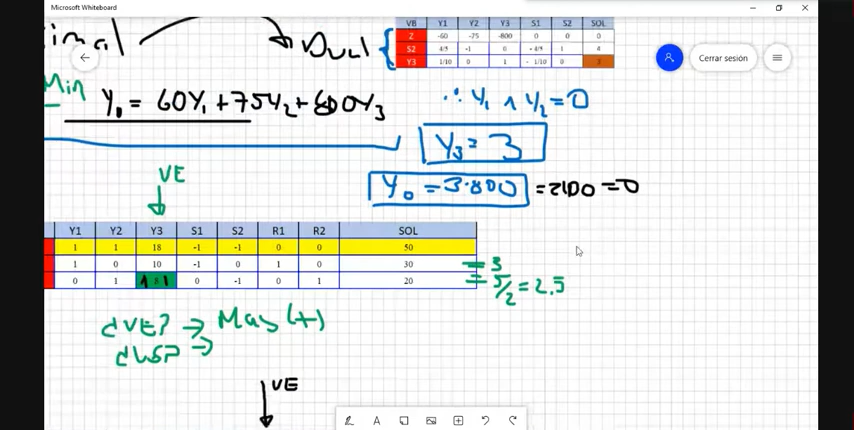 Microsoft Whiteboard
Dual
VB Y1 Y2 Y3 S1 S2 SOL
Z -60 -75 -800 0 0 0
S2 4/5 -1 0 - 4/5 1 4
Y3 1/10 0 1 - 1/10 0 3
Cerrar sesión
Min Y₀ = 60Y₁ + 75Y₂ + 800Y₃
∴ Y₁ ∧ Y₂ = 0
Y₃ = 3
Y₀ = 3·800 = 2400 =0
VE
Y1 Y2 Y3 S1 S2 R1 R2 SOL
1 1 18 -1 -1 0 0 50
1 0 10 -1 0 1 0 30 = 3
0 1 0 -1 0 1 20 = 5/2 = 2.5
¿VE? → Mas (+)
VE